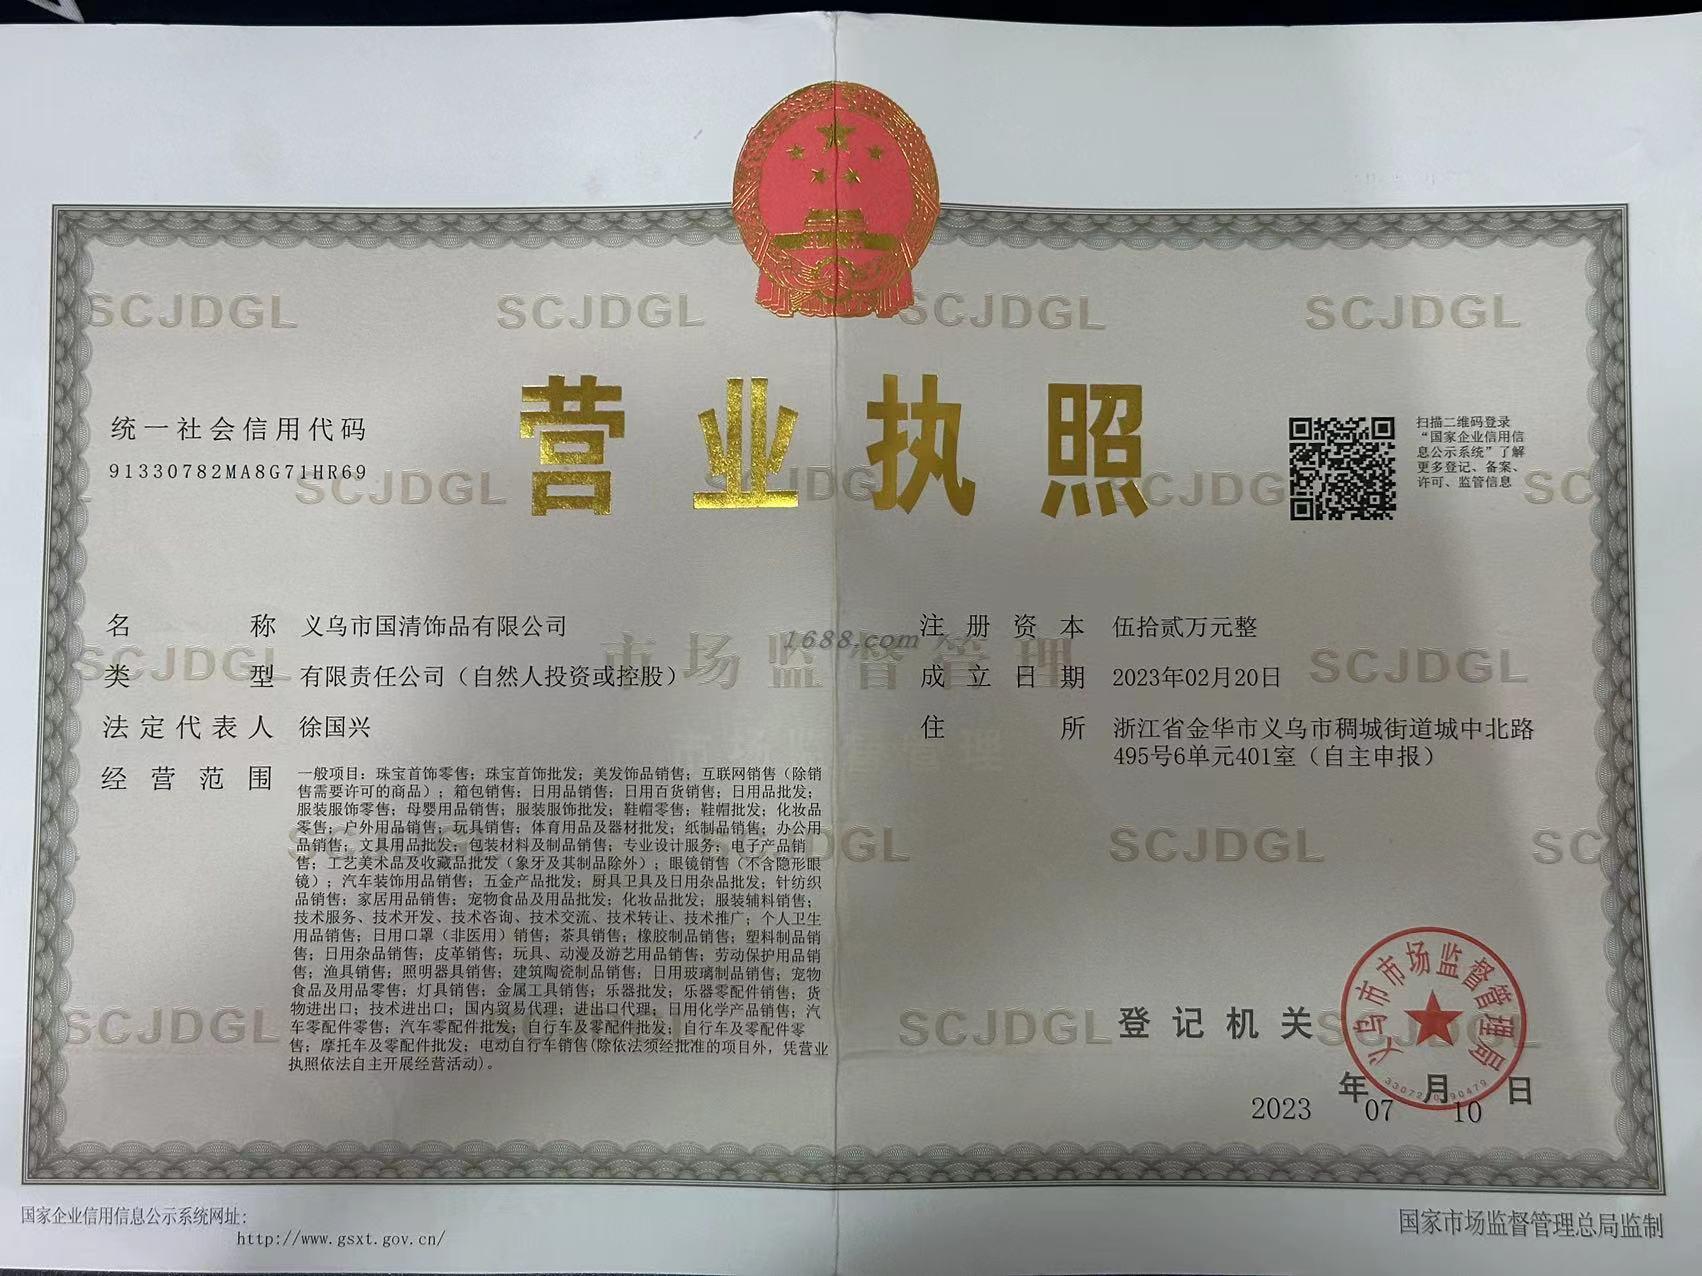 SCJDGL SCJDGL SCJDGL SCJDGL
营业执照
统一社会信用代码
91330782MA8G71HR69
扫描二维码登录
“国家企业信用信
息公示系统”了解
更多登记、备案、
许可、监管信息
名称 义乌市国清饰品有限公司
类型 有限责任公司（自然人投资或控股）
法定代表人 徐国兴
经营范围 一般项目：珠宝首饰零售；珠宝首饰批发；美发饰品销售；互联网销售（除销
售需要许可的商品）；箱包销售；日用品销售；日用百货销售；日用品批发；
服装服饰零售；母婴用品销售；服装服饰批发；鞋帽零售；鞋帽批发；化妆品
零售；户外用品销售；玩具销售；体育用品及器材批发；纸制品销售；办公用
品销售；文具用品批发；包装材料及制品销售；专业设计服务；电子产品销
售；工艺美术品及收藏品批发（象牙及其制品除外）；眼镜销售（不含隐形眼
镜）；汽车装饰用品销售；五金产品批发；厨具卫具及日用杂品批发；针纺织
品销售；家居用品销售；宠物食品及用品批发；化妆品批发；服装辅料销售；
技术服务、技术开发、技术咨询、技术交流、技术转让、技术推广；个人卫生
用品销售；日用口罩（非医用）销售；茶具销售；橡胶制品销售；塑料制品销
售；日用杂品销售；皮革销售；玩具、动漫及游艺用品销售；劳动保护用品销
售；渔具销售；照明器具销售；建筑陶瓷制品销售；日用玻璃制品销售；宠物
食品及用品零售；灯具销售；金属工具销售；乐器批发；乐器零配件销售；货
物进出口；技术进出口；国内贸易代理；进出口代理；日用化学产品销售；汽
车零配件零售；汽车零配件批发；自行车及零配件批发；自行车及零配件零
售；摩托车及零配件批发；电动自行车销售(除依法须经批准的项目外，凭营业
执照依法自主开展经营活动)。
注册资本 伍拾贰万元整
成立日期 2023年02月20日
住所 浙江省金华市义乌市稠城街道城中北路
495号6单元401室（自主申报）
市场监督管理
1688.com
登记机关
义乌市市场监督管理局
2023年07月10日
国家企业信用信息公示系统网址：
http://www.gsxt.gov.cn/
国家市场监督管理总局监制